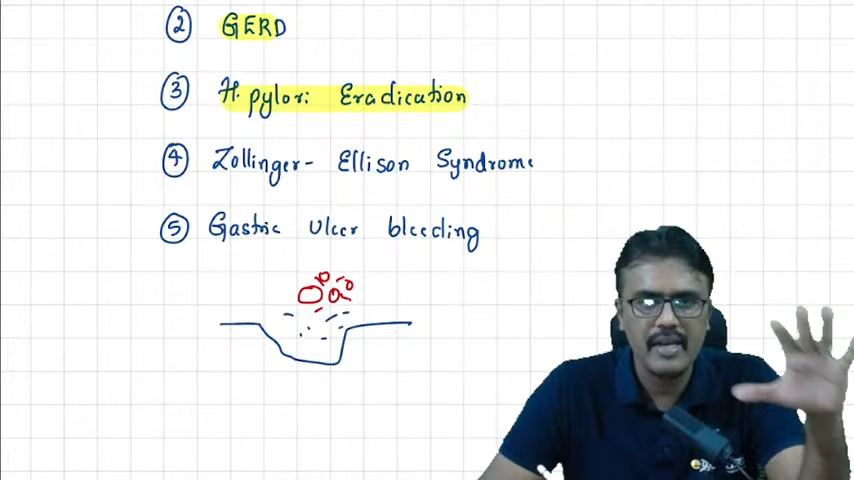 ② GERD
③ H. pylori Eradication
④ Zollinger-Ellison Syndrome
⑤ Gastric Ulcer bleeding